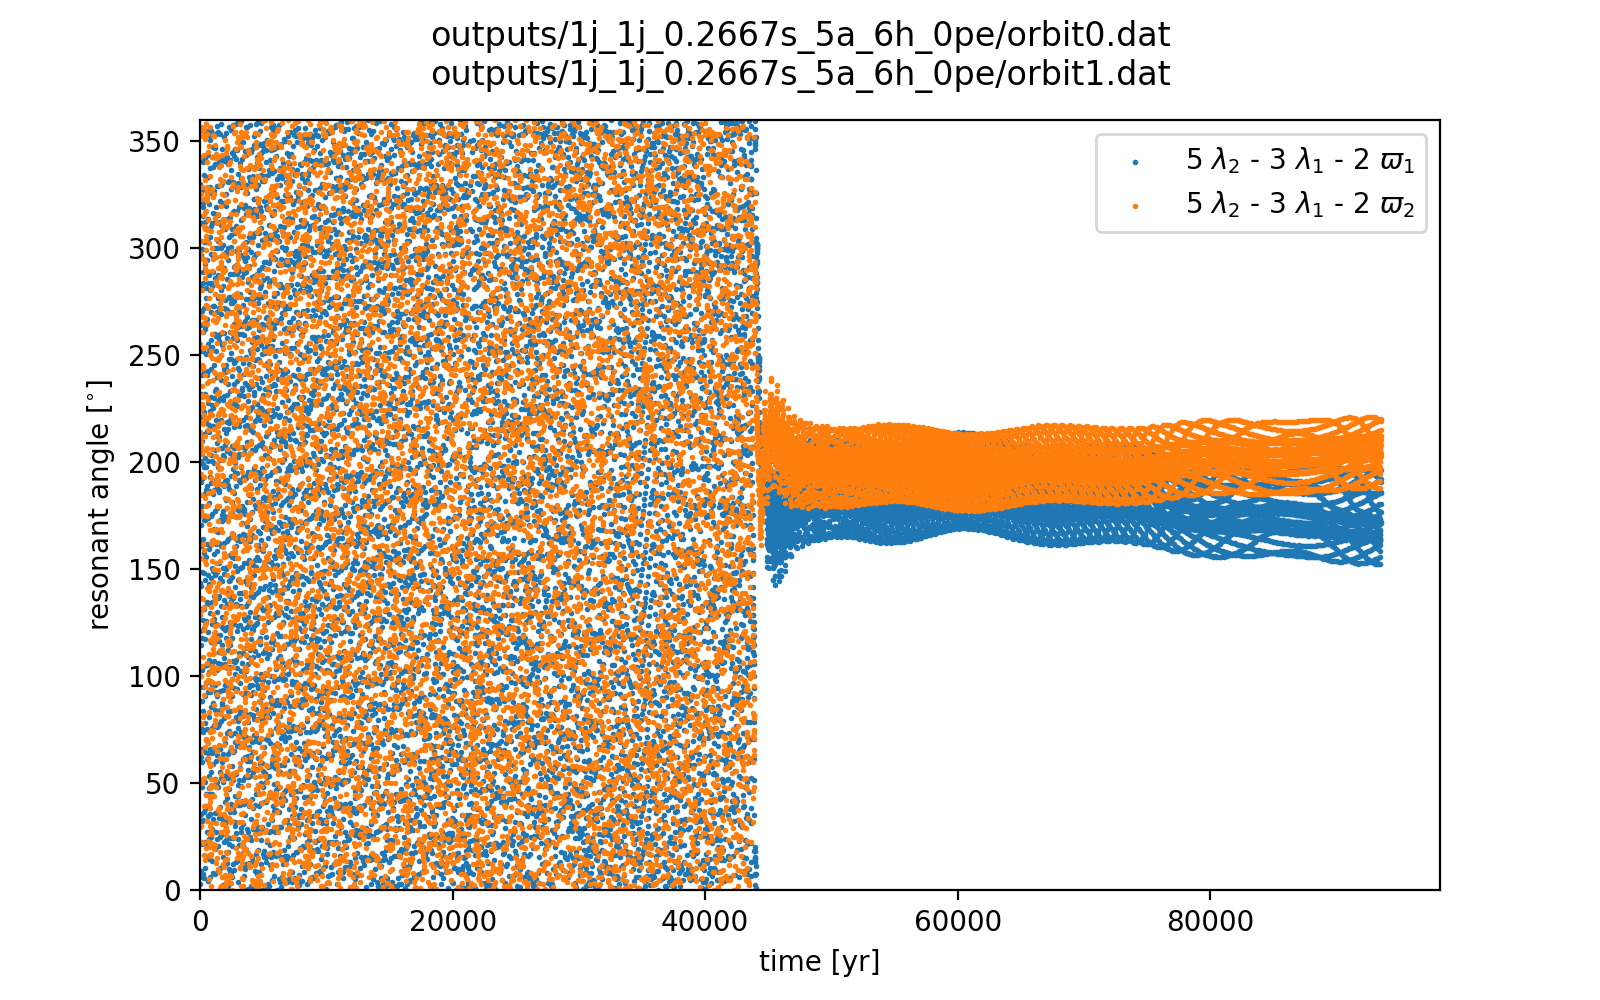 outputs/1j_1j_0.2667s_5a_6h_0pe/orbit0.dat
outputs/1j_1j_0.2667s_5a_6h_0pe/orbit1.dat
5 λ₂ - 3 λ₁ - 2 ϖ₁
5 λ₂ - 3 λ₁ - 2 ϖ₂
350
300
250
200
150
100
50
0
resonant angle [°]
0 20000 40000 60000 80000
time [yr]